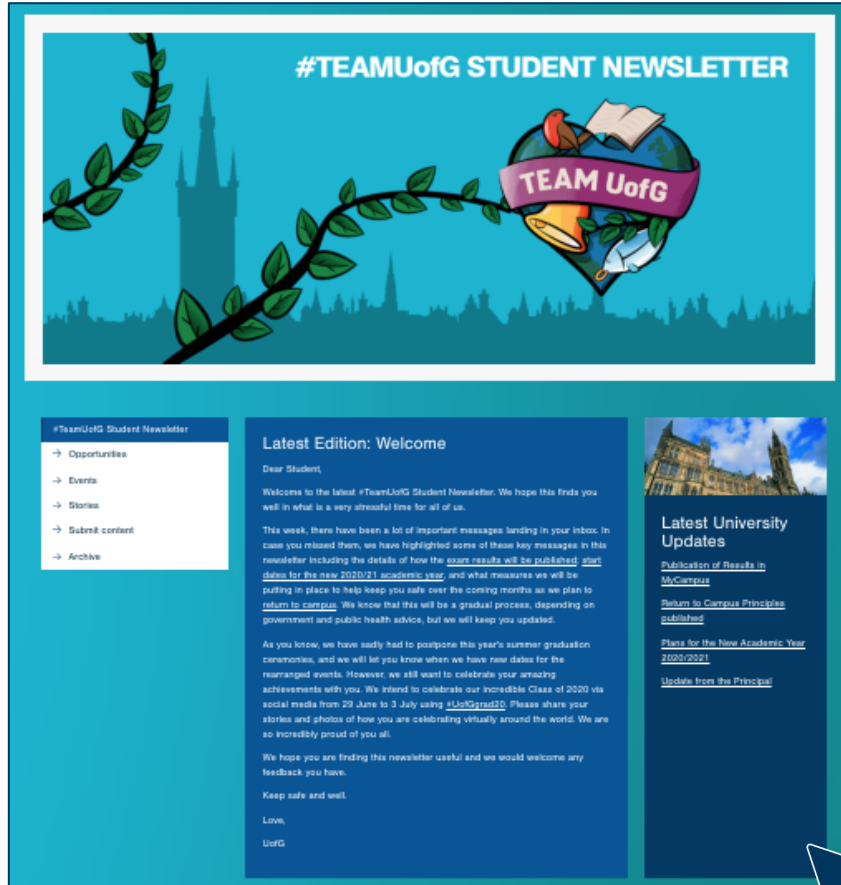 #TEAMUofG STUDENT NEWSLETTER
TEAM UofG
#TeamUofG Student Newsletter
→ Opportunities
→ Events
→ Stories
→ Submit content
→ Archive
Latest Edition: Welcome
Dear Student,
Welcome to the latest #TeamUofG Student Newsletter. We hope this finds you
well in what is a very stressful time for all of us.
This week, there have been a lot of important messages landing in your inbox. In
case you missed them, we have highlighted some of these key messages in this
newsletter including the details of how the exam results will be published; start
dates for the new 2020/21 academic year, and what measures we will be
putting in place to help keep you safe over the coming months as we plan to
return to campus. We know that this will be a gradual process, depending on
government and public health advice, but we will keep you updated.
As you know, we have sadly had to postpone this year's summer graduation
ceremonies, and we will let you know when we have new dates for the
rearranged events. However, we still want to celebrate your amazing
achievements with you. We intend to celebrate our incredible Class of 2020 via
social media from 29 June to 3 July using #UofGgrad20. Please share your
stories and photos of how you are celebrating virtually around the world. We are
so incredibly proud of you all.
We hope you are finding this newsletter useful and we would welcome any
feedback you have.
Keep safe and well.
Love,
UofG
Latest University
Updates
Publication of Results in
MyCampus
Return to Campus Principles
published
Plans for the New Academic Year
2020/2021
Update from the Principal